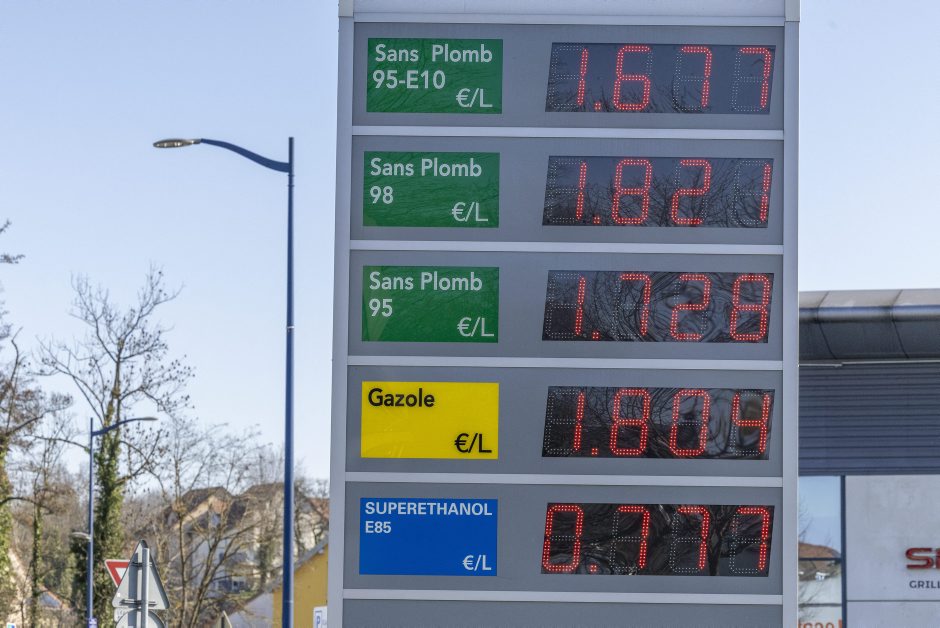 Sans Plomb
95-E10
€/L
1.677
Sans Plomb
98
€/L
1.821
Sans Plomb
95
€/L
1.728
Gazole
€/L
1.804
SUPERETHANOL
E85
€/L
0.777